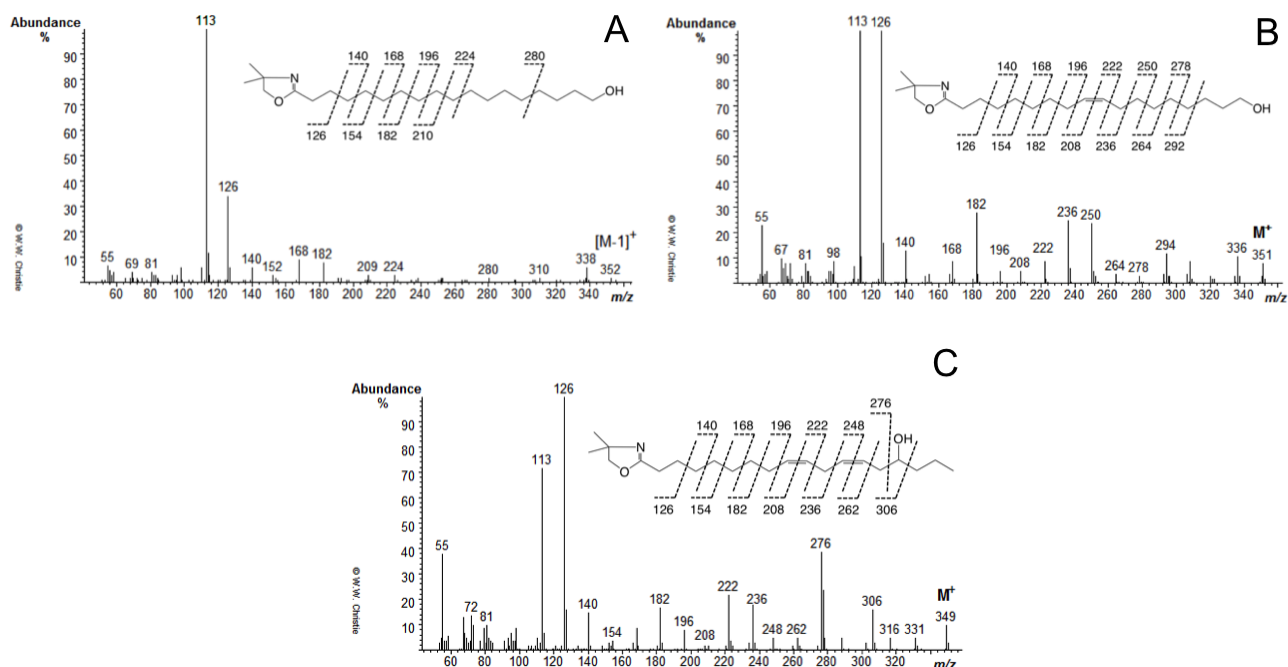 Abundance
%
A
113
90
80
70
60
50
40
30
20
10
140 168 196 224 280
N
O
OH
126 154 182 210
126
55 69 81 140 152 168 182 209 224 280 310 338 352
[M-1]+
© W.W. Christie
60 80 100 120 140 160 180 200 220 240 260 280 300 320 340 m/z
Abundance
%
B
113 126
90
80
70
60
50
40
30
20
10
140 168 196 222 250 278
N
O
OH
126 154 182 208 236 264 292
55 67 81 98 140 168 182 196 208 222 236 250 264 278 294 336 351
M+
© W.W. Christie
60 80 100 120 140 160 180 200 220 240 260 280 300 320 340 m/z
Abundance
%
C
126
90
80
70
60
50
40
30
20
10
276
140 168 196 222 248
OH
N
O
126 154 182 208 236 262 306
113
55 72 81 140 154 182 196 208 222 236 248 262 276 306 316 331 349
M+
© W.W. Christie
60 80 100 120 140 160 180 200 220 240 260 280 300 320 340 m/z